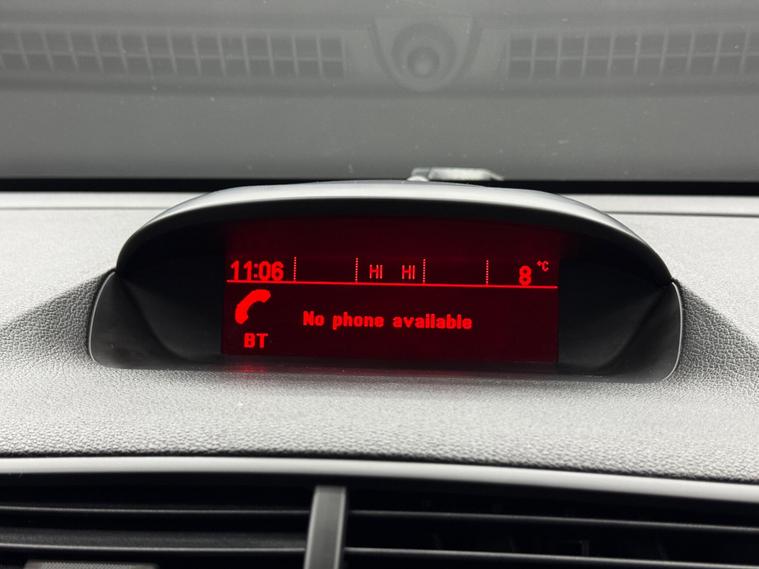 11:06 HI HI 8 °C
No phone available
BT